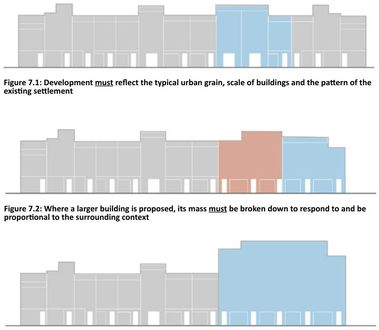 Figure 7.1: Development must reflect the typical urban grain, scale of buildings and the pattern of the
existing settlement
Figure 7.2: Where a larger building is proposed, its mass must be broken down to respond to and be
proportional to the surrounding context